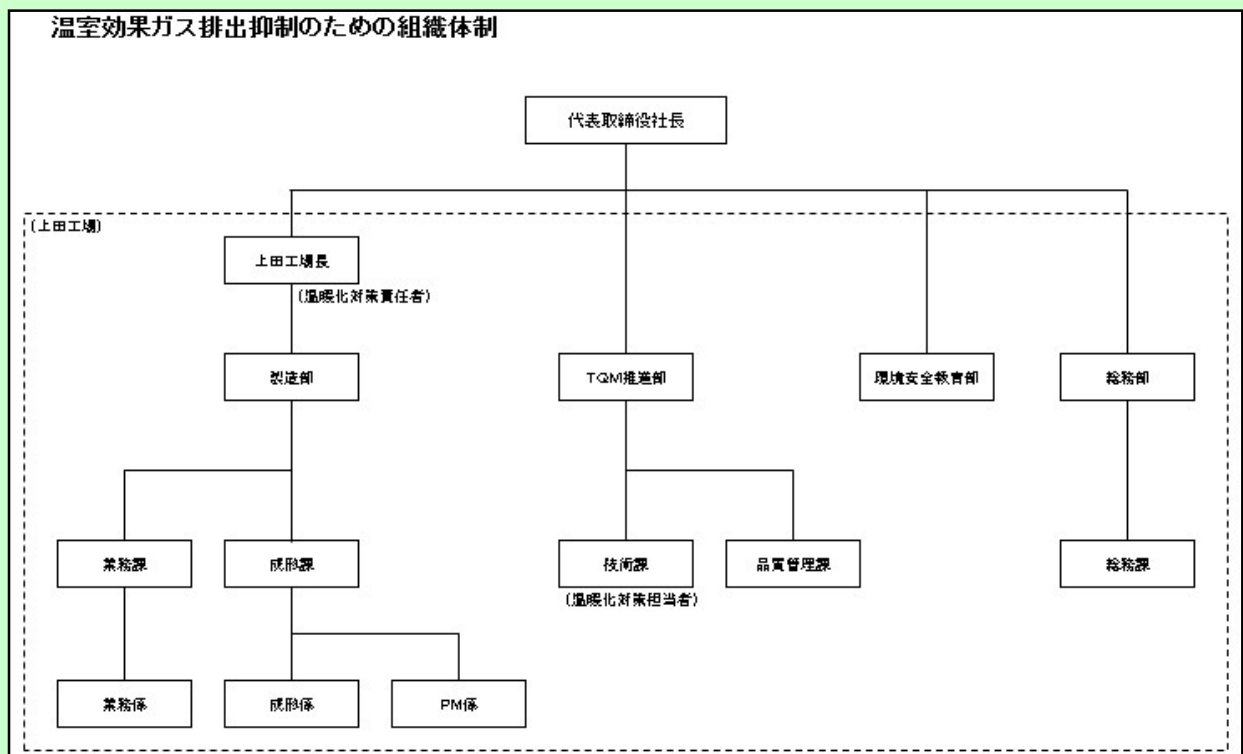 温室効果ガス排出抑制のための組織体制
代表取締役社長
(上田工場)
上田工場長
(温暖化対策責任者)
製造部
TQM推進部
環境安全教育部
総務部
業務課
成形課
技術課
品質管理課
総務課
(温暖化対策担当者)
業務係
成形係
PM係